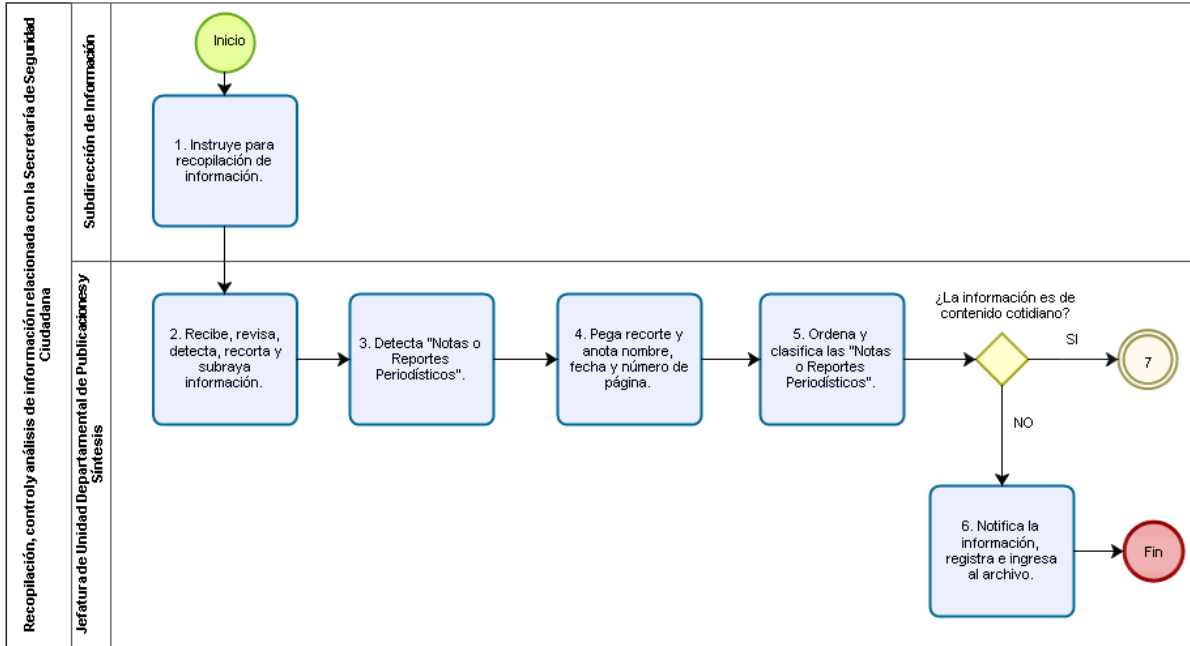 Recopilación, control y análisis de información relacionada con la Secretaría de Seguridad
Ciudadana
Subdirección de Información
Inicio
1. Instruye para
recopilación de
información.
Jefatura de Unidad Departamental de Publicaciones y
Síntesis
2. Recibe, revisa,
detecta, recorta y
subraya
información.
3. Detecta "Notas o
Reportes
Periodísticos".
4. Pega recorte y
anota nombre,
fecha y número de
página.
5. Ordena y
clasifica las "Notas
o Reportes
Periodísticos".
¿La información es de
contenido cotidiano?
SI
7
NO
6. Notifica la
información,
registra e ingresa
al archivo.
Fin